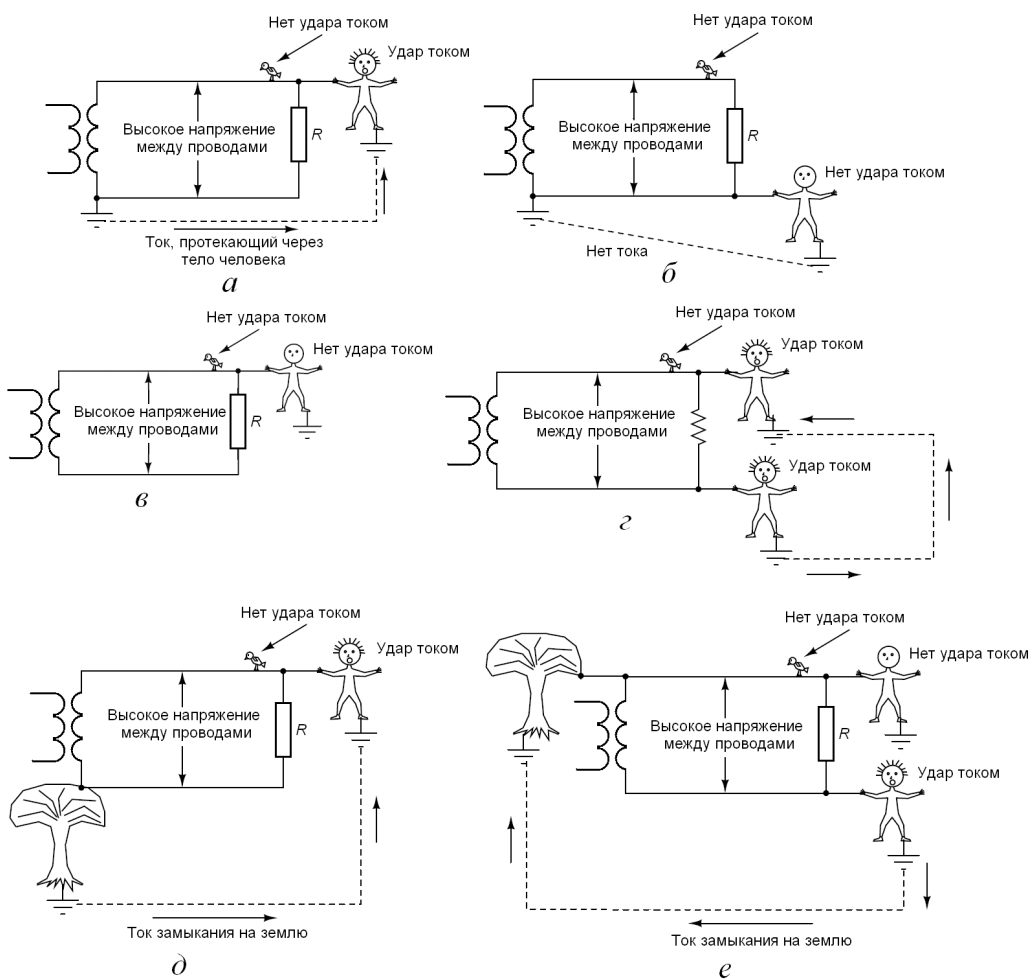 Нет удара током
Удар током
Высокое напряжение
между проводами
R
Ток, протекающий через
тело человека
а
Нет удара током
Высокое напряжение
между проводами
R
Нет удара током
Нет тока
б
Нет удара током
Нет удара током
Высокое напряжение
между проводами
R
в
Нет удара током
Удар током
Высокое напряжение
между проводами
Удар током
г
Нет удара током
Удар током
Высокое напряжение
между проводами
R
Ток замыкания на землю
д
Нет удара током
Нет удара током
Высокое напряжение
между проводами
R
Удар током
Ток замыкания на землю
е